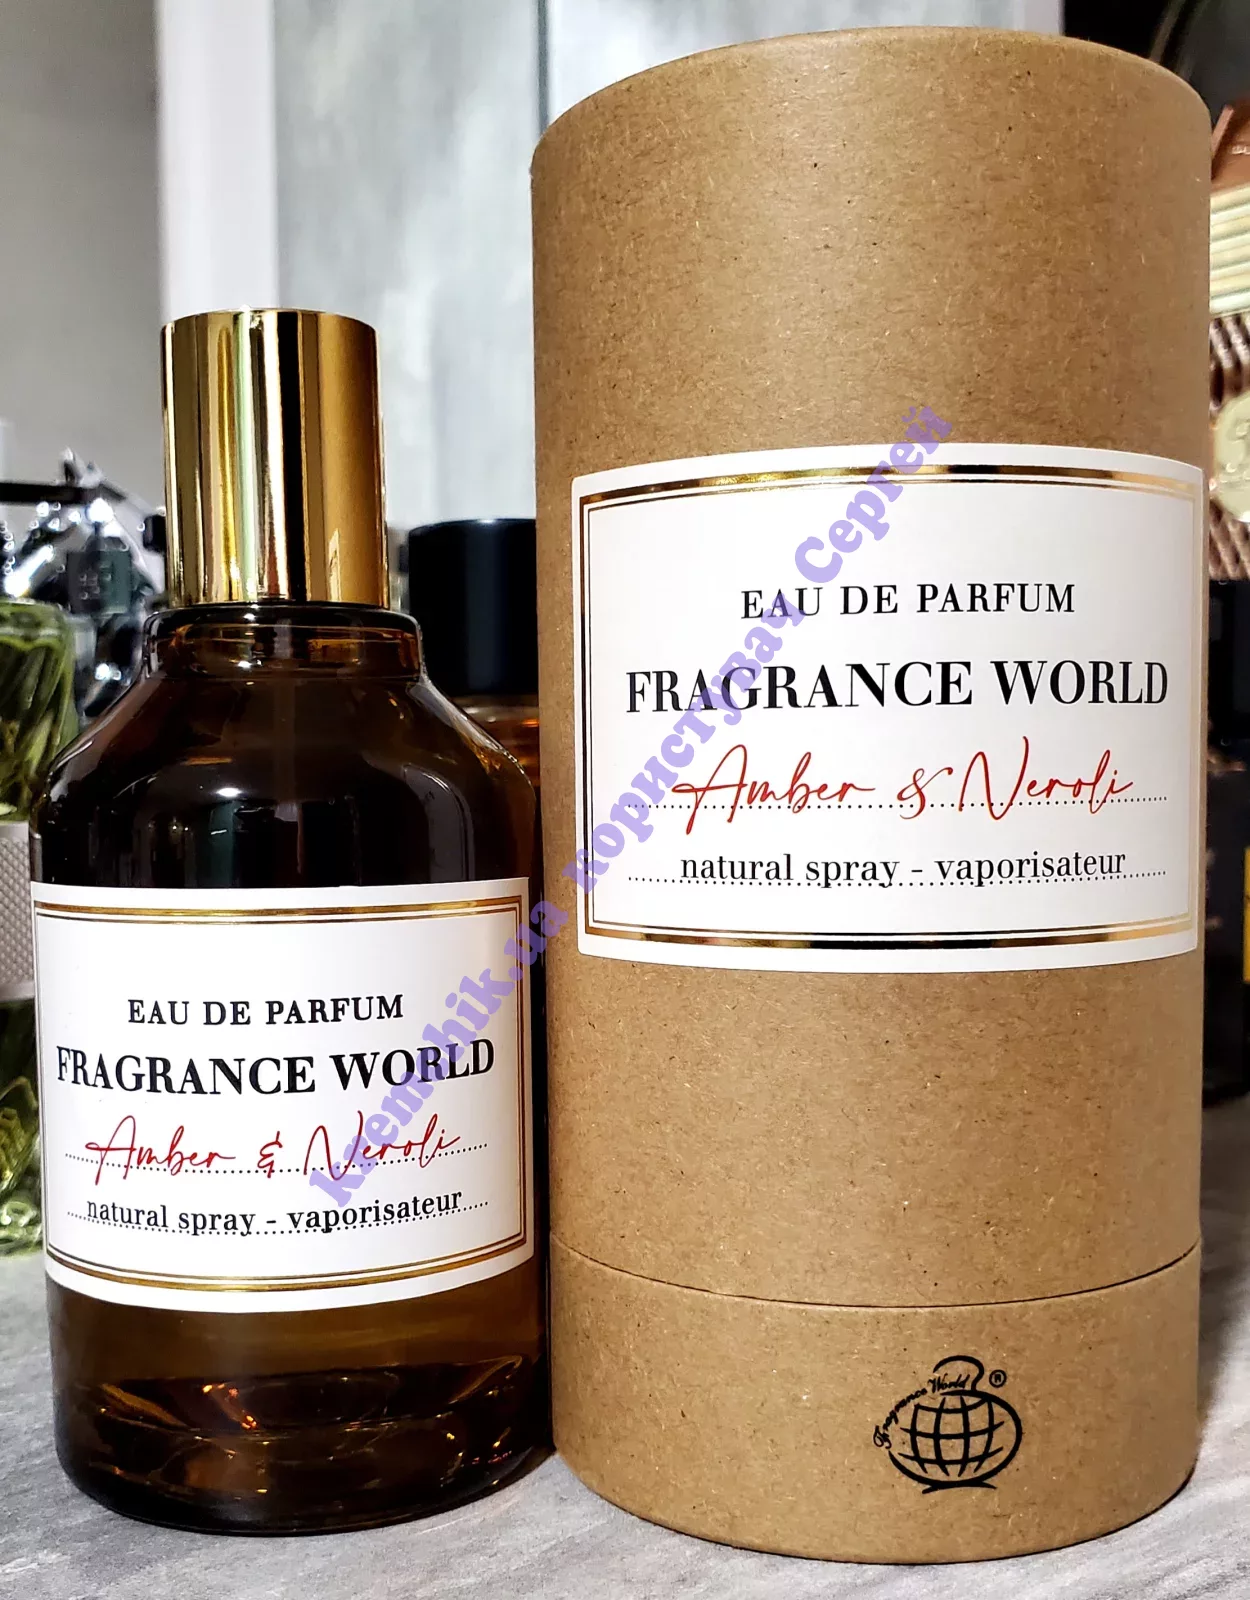 EAU DE PARFUM
FRAGRANCE WORLD
Amber & Neroli
natural spray - vaporisateur
Fragrance World ®
EAU DE PARFUM
FRAGRANCE WORLD
Amber & Neroli
natural spray - vaporisateur
kremchik.ua користувач Сергей